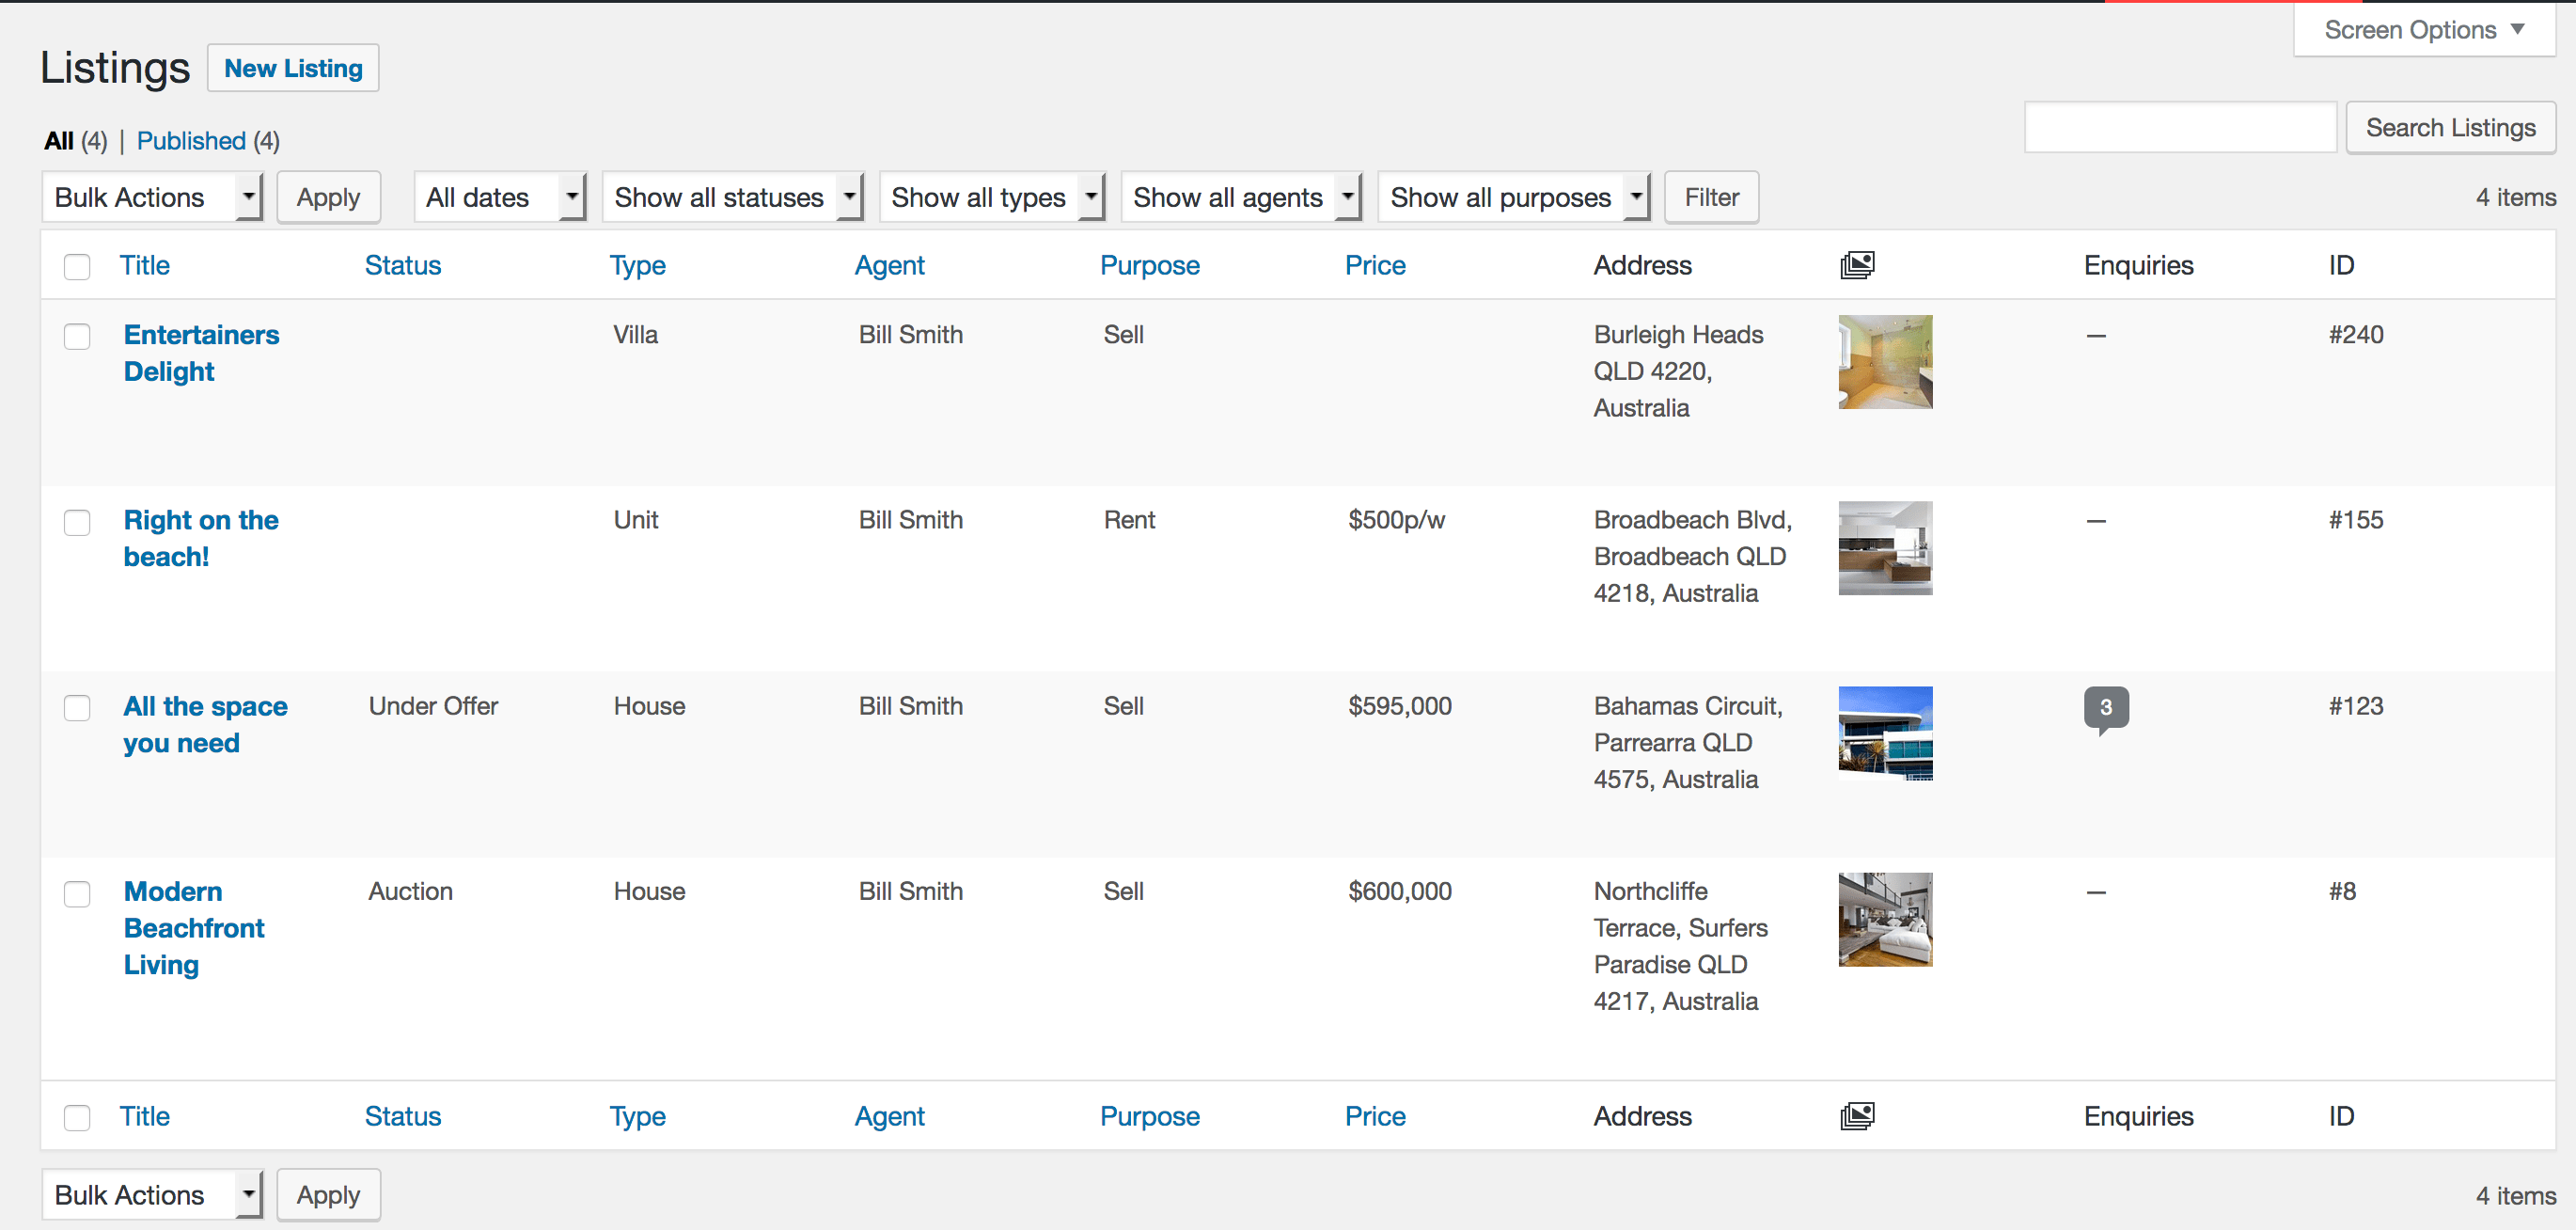 Screen Options ▼
Listings New Listing
Search Listings
All (4) | Published (4)
Bulk Actions Apply All dates Show all statuses Show all types Show all agents Show all purposes Filter 4 items
Title Status Type Agent Purpose Price Address Enquiries ID
Entertainers Villa Bill Smith Sell Burleigh Heads — #240
Delight QLD 4220,
Australia
Right on the Unit Bill Smith Rent $500p/w Broadbeach Blvd, — #155
beach! Broadbeach QLD
4218, Australia
All the space Under Offer House Bill Smith Sell $595,000 Bahamas Circuit, 3 #123
you need Parrearra QLD
4575, Australia
Modern Auction House Bill Smith Sell $600,000 Northcliffe — #8
Beachfront Terrace, Surfers
Living Paradise QLD
4217, Australia
Title Status Type Agent Purpose Price Address Enquiries ID
Bulk Actions Apply 4 items